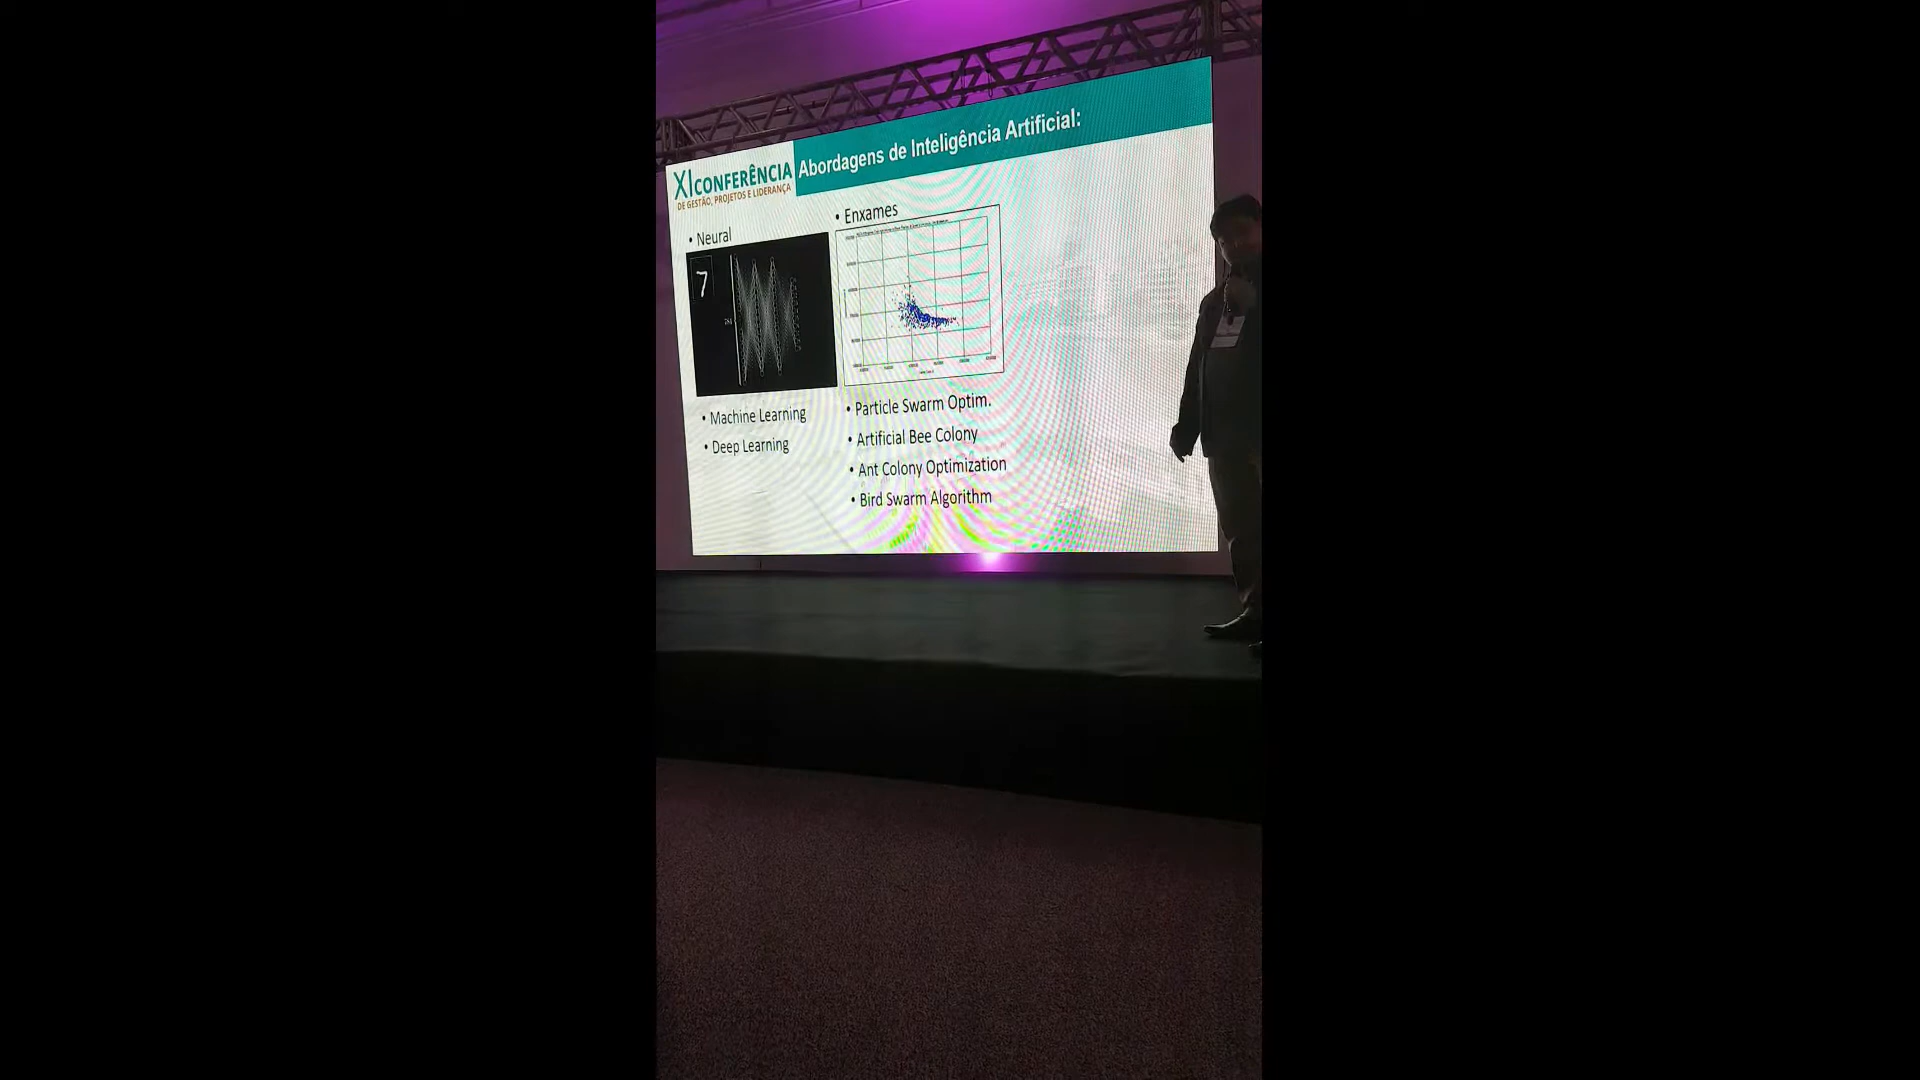 XI CONFERÊNCIA
DE GESTÃO, PROJETOS E LIDERANÇA
Abordagens de Inteligência Artificial:
• Neural
7
• Machine Learning
• Deep Learning
• Enxames
• Particle Swarm Optim.
• Artificial Bee Colony
• Ant Colony Optimization
• Bird Swarm Algorithm